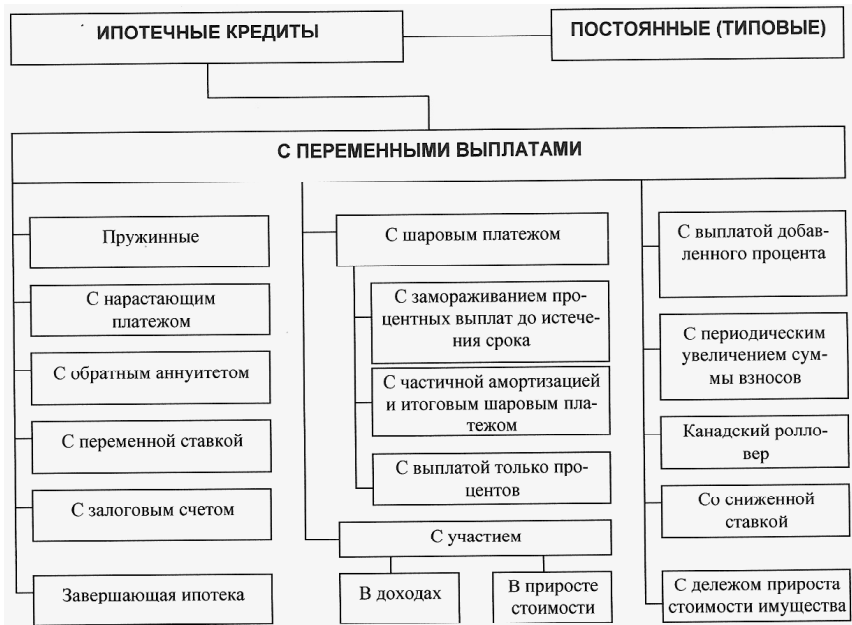 ИПОТЕЧНЫЕ КРЕДИТЫ
ПОСТОЯННЫЕ (ТИПОВЫЕ)
С ПЕРЕМЕННЫМИ ВЫПЛАТАМИ
Пружинные
С нарастающим
платежом
С обратным аннуитетом
С переменной ставкой
С залоговым счетом
Завершающая ипотека
С шаровым платежом
С замораживанием про-
центных выплат до истече-
ния срока
С частичной амортизацией
и итоговым шаровым пла-
тежом
С выплатой только про-
центов
С участием
В доходах
В приросте
стоимости
С выплатой добав-
ленного процента
С периодическим
увеличением сум-
мы взносов
Канадский ролло-
вер
Со сниженной
ставкой
С дележом прироста
стоимости имущества